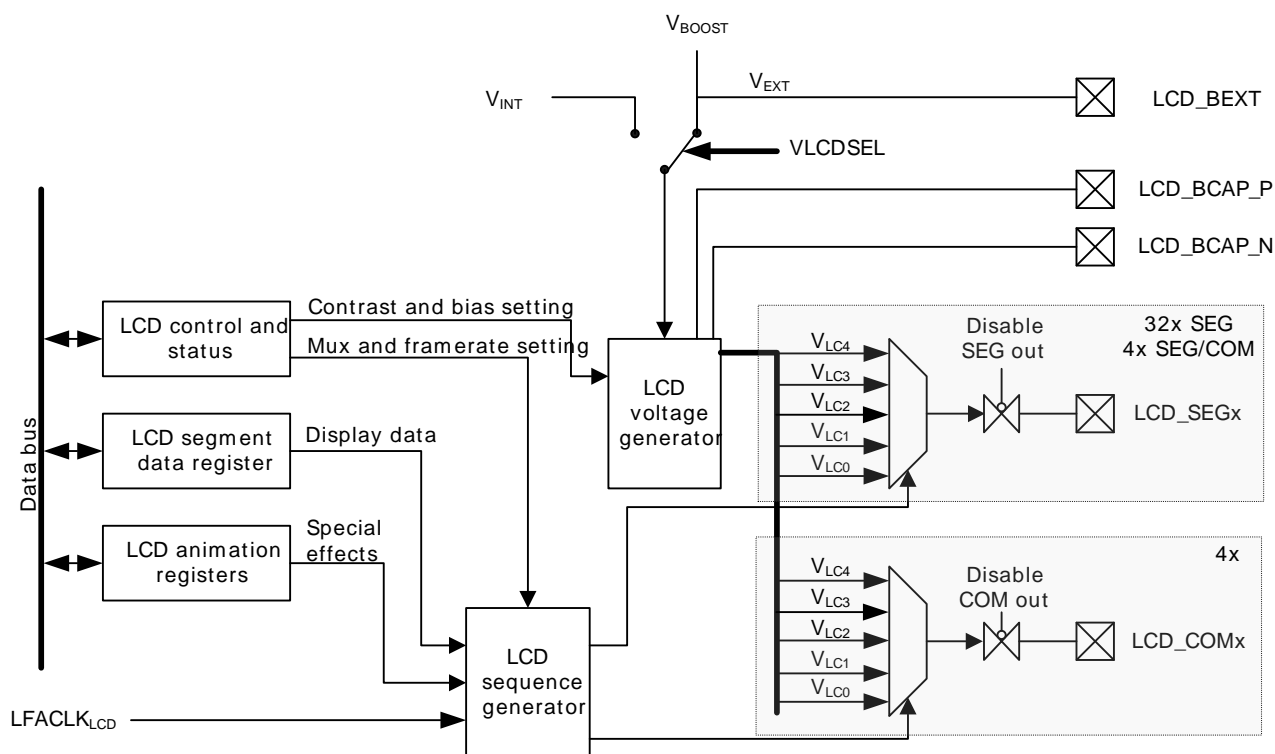 VBOOST
VINT
VEXT
LCD_BEXT
VLCDSEL
LCD_BCAP_P
LCD_BCAP_N
Data bus
LCD control and
status
Contrast and bias setting
Mux and framerate setting
LCD
voltage
generator
32x SEG
4x SEG/COM
Disable
SEG out
VLC4
VLC3
VLC2
VLC1
VLC0
LCD_SEGx
LCD segment
data register
Display data
LCD animation
registers
Special
effects
4x
Disable
COM out
VLC4
VLC3
VLC2
VLC1
VLC0
LCD_COMx
LCD
sequence
generator
LFACLKLCD